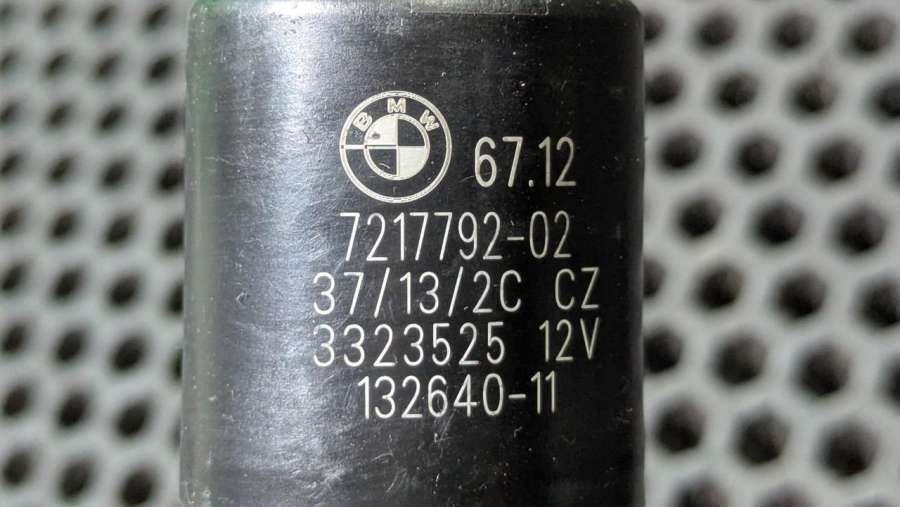 BMW 67.12
7217792-02
37/13/2C CZ
3323525 12V
132640-11